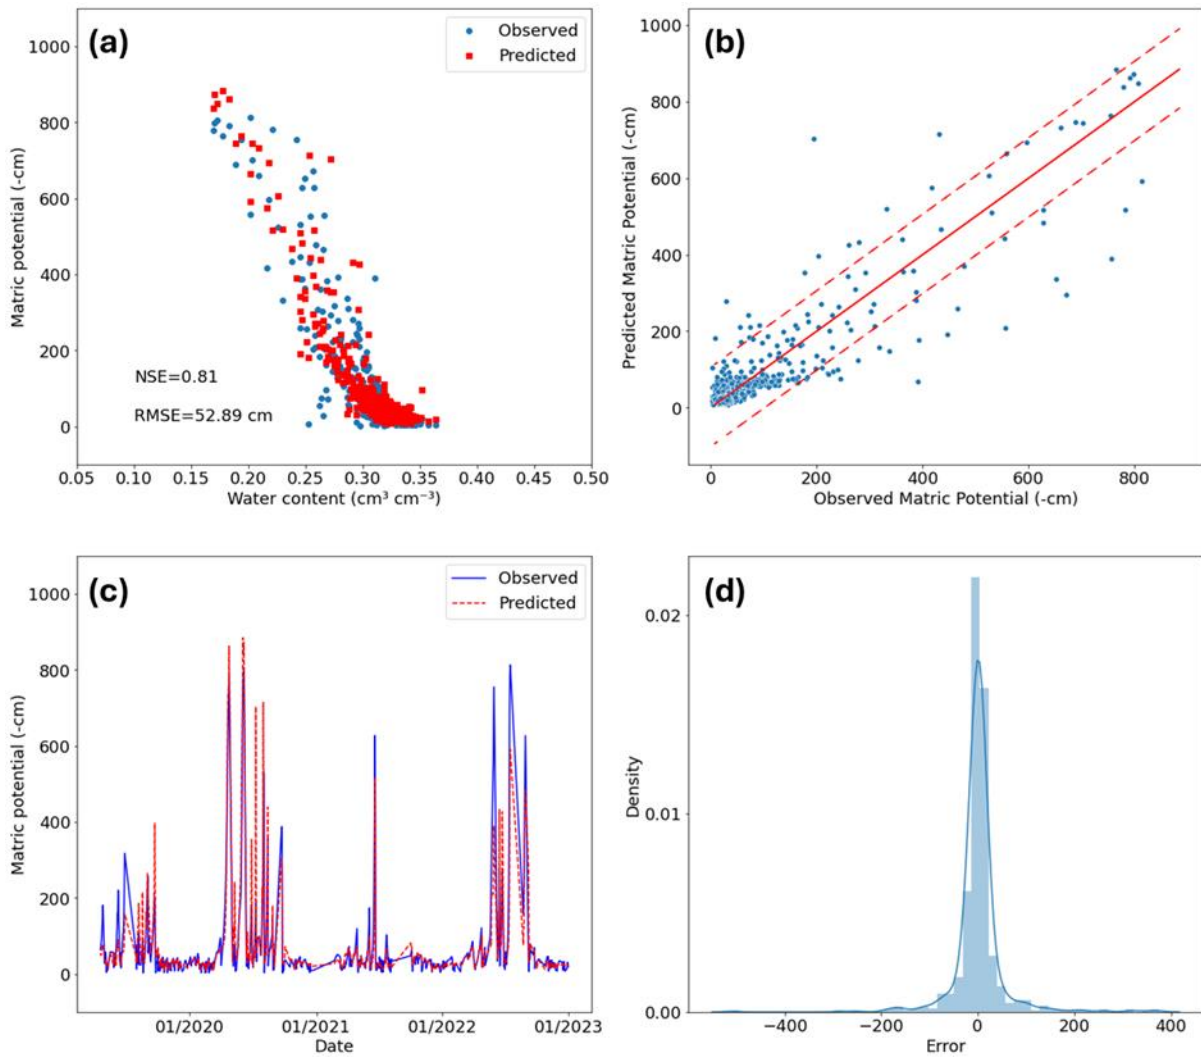 (a)
Observed
Predicted
1000
800
600
400
200
0
Matric potential (-cm)
NSE=0.81
RMSE=52.89 cm
0.05 0.10 0.15 0.20 0.25 0.30 0.35 0.40 0.45 0.50
Water content (cm³ cm⁻³)
(b)
1000
800
600
400
200
0
Predicted Matric Potential (-cm)
0 200 400 600 800
Observed Matric Potential (-cm)
(c)
Observed
Predicted
1000
800
600
400
200
0
Matric potential (-cm)
01/2020 01/2021 01/2022 01/2023
Date
(d)
0.02
0.01
0.00
Density
−400 −200 0 200 400
Error